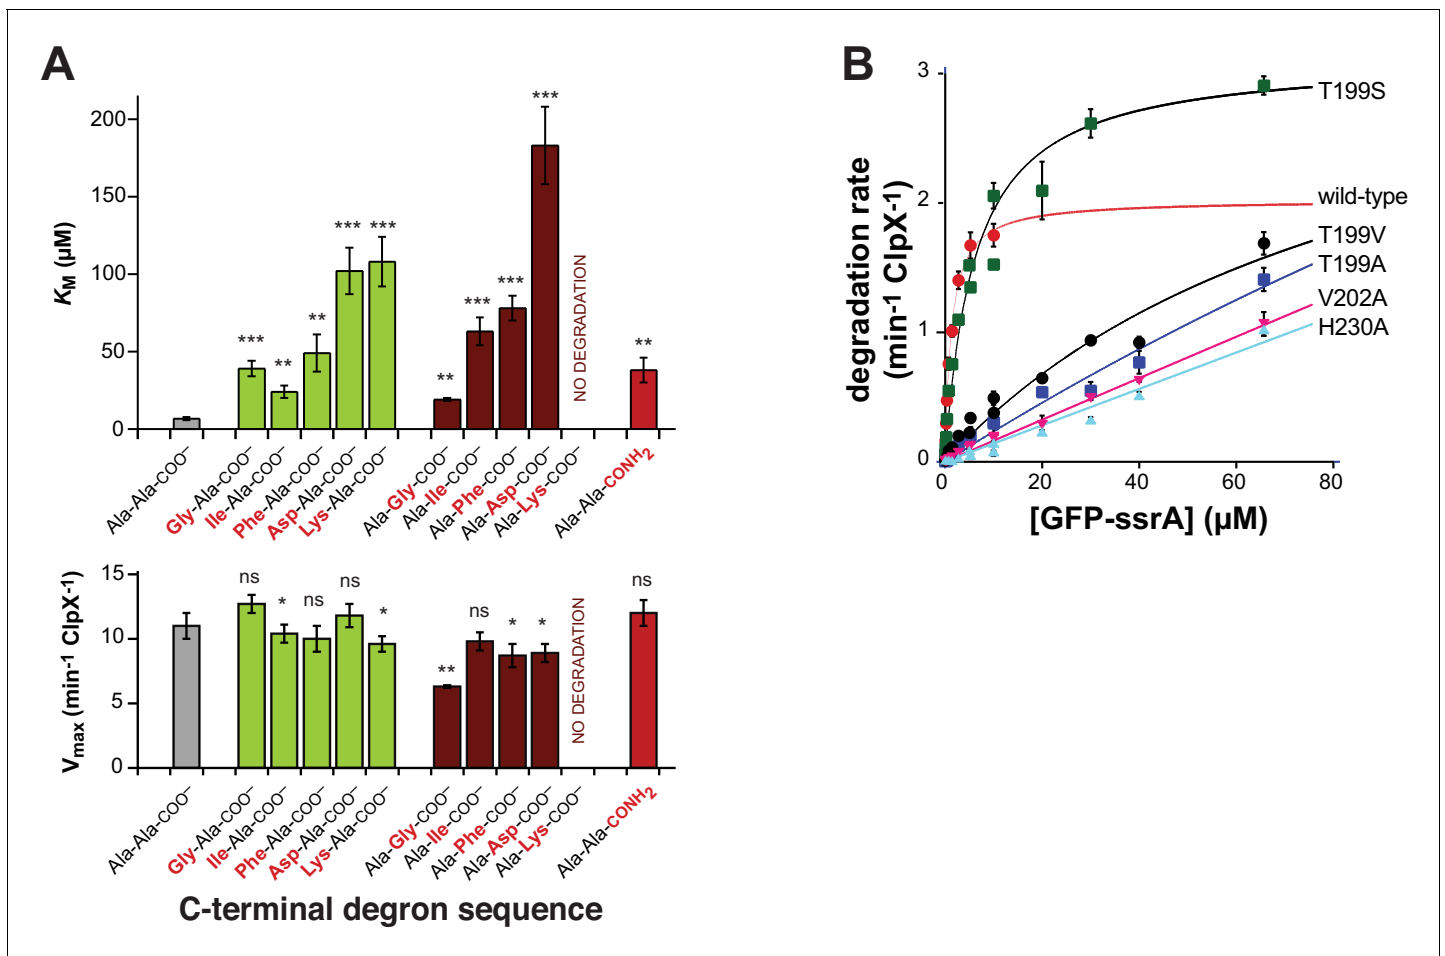 A
200
150
100
50
0
K_M (µM)
***
**
**
***
***
**
***
***
***
NO DEGRADATION
**
Ala-Ala-COO⁻
Gly-Ala-COO⁻
Ile-Ala-COO⁻
Phe-Ala-COO⁻
Asp-Ala-COO⁻
Lys-Ala-COO⁻
Ala-Gly-COO⁻
Ala-Ile-COO⁻
Ala-Phe-COO⁻
Ala-Asp-COO⁻
Ala-Lys-COO⁻
Ala-Ala-CONH₂
15
10
5
0
V_max (min⁻¹ ClpX⁻¹)
ns
*
ns
ns
*
**
ns
*
*
NO DEGRADATION
ns
Ala-Ala-COO⁻
Gly-Ala-COO⁻
Ile-Ala-COO⁻
Phe-Ala-COO⁻
Asp-Ala-COO⁻
Lys-Ala-COO⁻
Ala-Gly-COO⁻
Ala-Ile-COO⁻
Ala-Phe-COO⁻
Ala-Asp-COO⁻
Ala-Lys-COO⁻
Ala-Ala-CONH₂
C-terminal degron sequence
B
3
2
1
0
degradation rate
(min⁻¹ ClpX⁻¹)
T199S
wild-type
T199V
T199A
V202A
H230A
0
20
40
60
80
[GFP-ssrA] (µM)